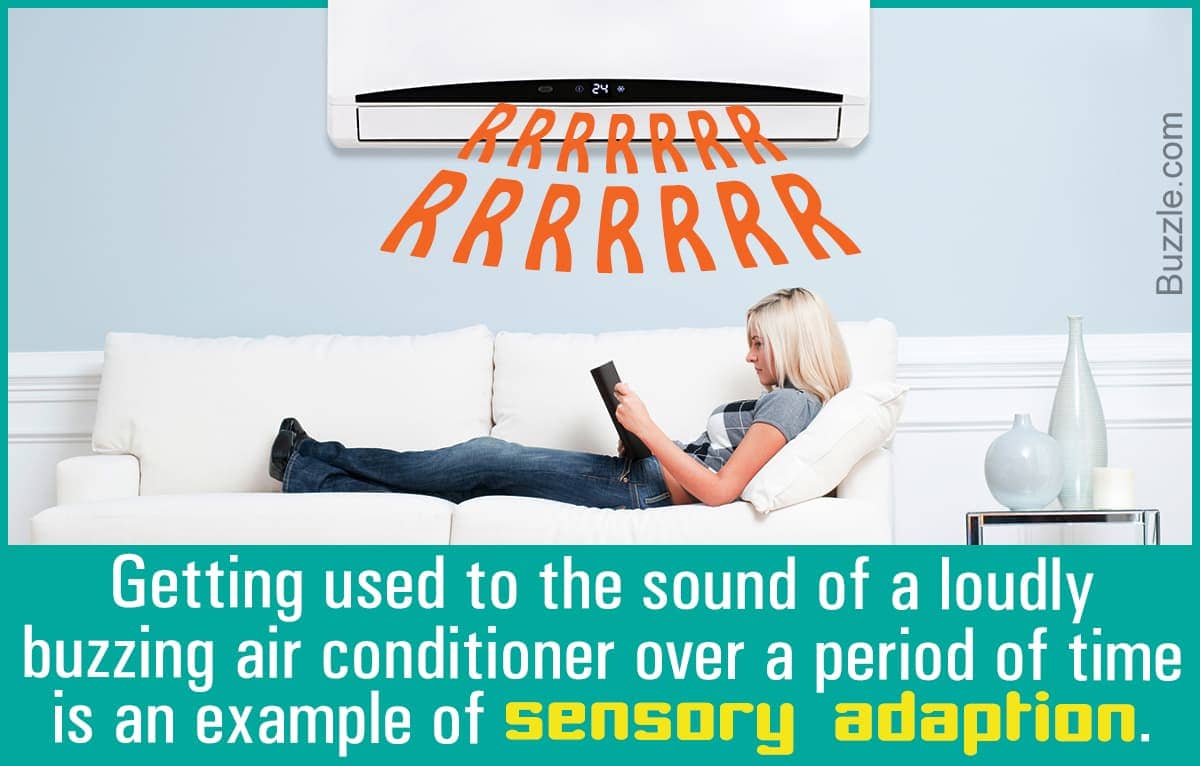 24
RRRRRRR
RRRRRRR
Buzzle.com
Getting used to the sound of a loudly
buzzing air conditioner over a period of time
is an example of sensory adaption.